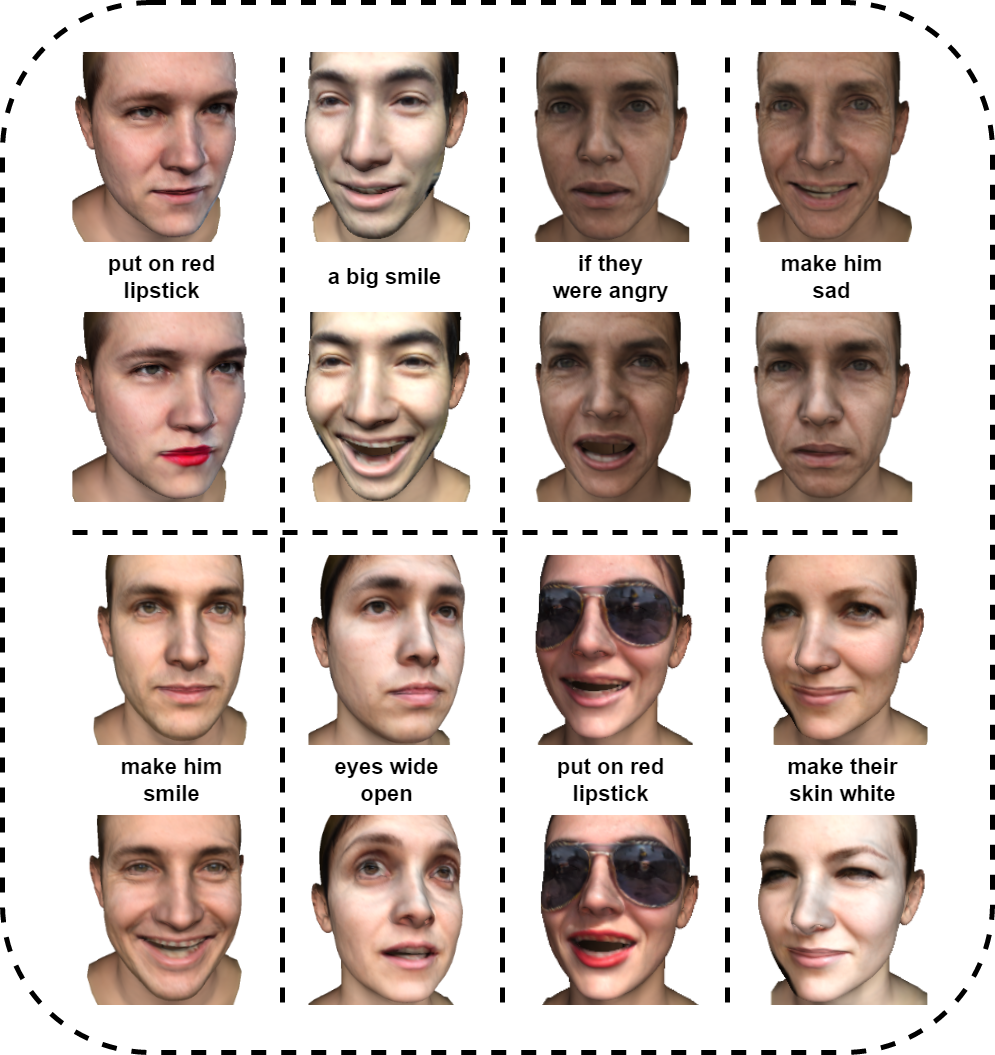 put on red
lipstick
a big smile
if they
were angry
make him
sad
make him
smile
eyes wide
open
put on red
lipstick
make their
skin white